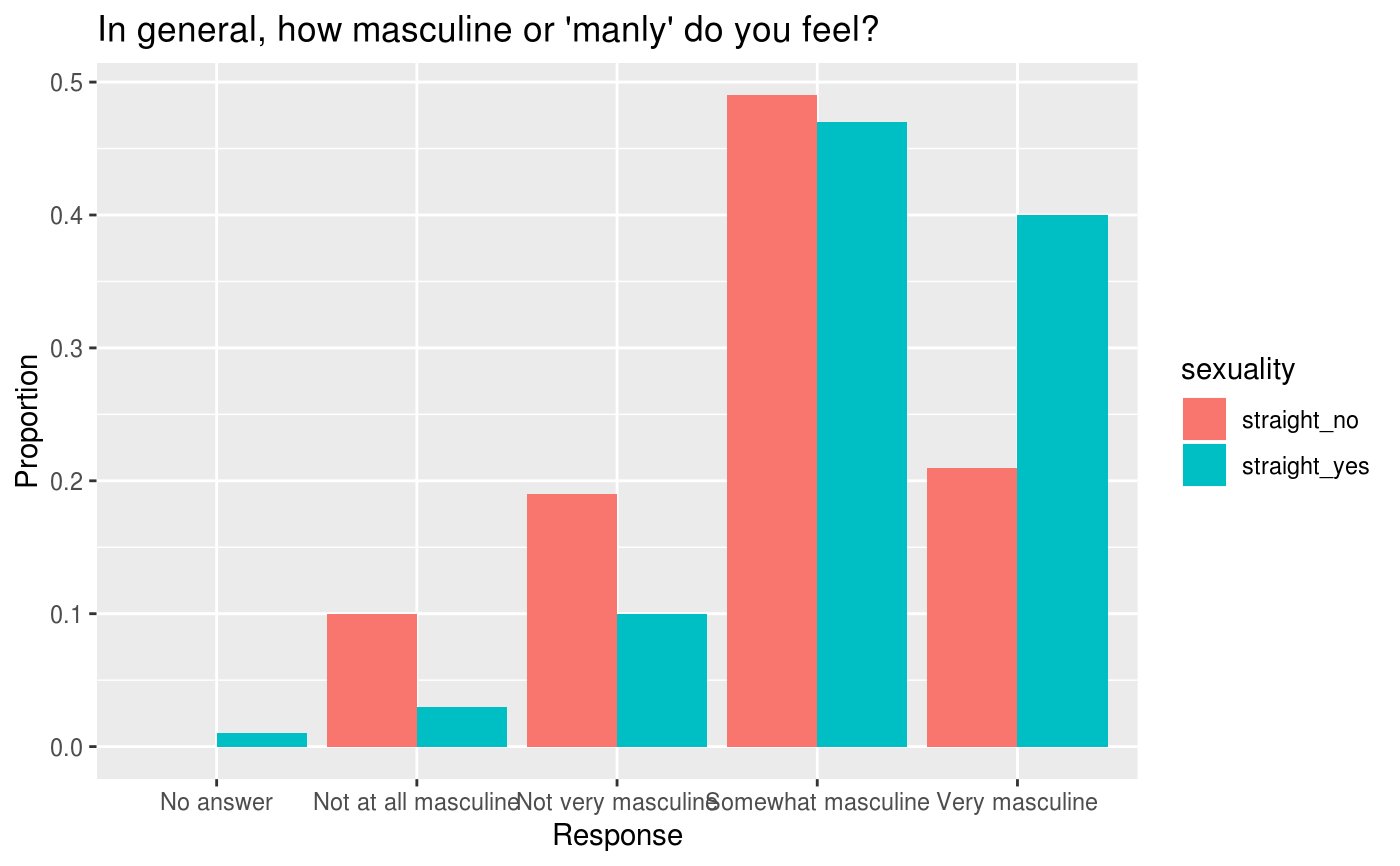 In general, how masculine or 'manly' do you feel?
Proportion
0.5
0.4
0.3
0.2
0.1
0.0
No answer Not at all masculine Not very masculine Somewhat masculine Very masculine
Response
sexuality
straight_no
straight_yes